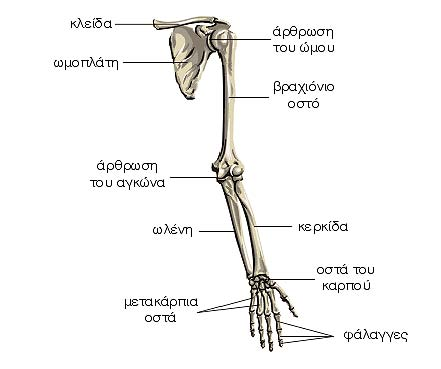 κλείδα
άρθρωση
του ώμου
ωμοπλάτη
βραχιόνιο
οστό
άρθρωση
του αγκώνα
ωλένη
κερκίδα
οστά του
καρπού
μετακάρπια
οστά
φάλαγγες